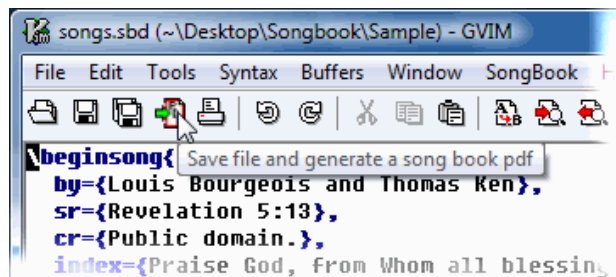 songs.sbd (~\Desktop\Songbook\Sample) - GVIM
File Edit Tools Syntax Buffers Window SongBook H
\beginsong{
Save file and generate a song book pdf
by={Louis Bourgeois and Thomas Ken},
sr={Revelation 5:13},
cr={Public domain.},
index={Praise God, from Whom all blessin